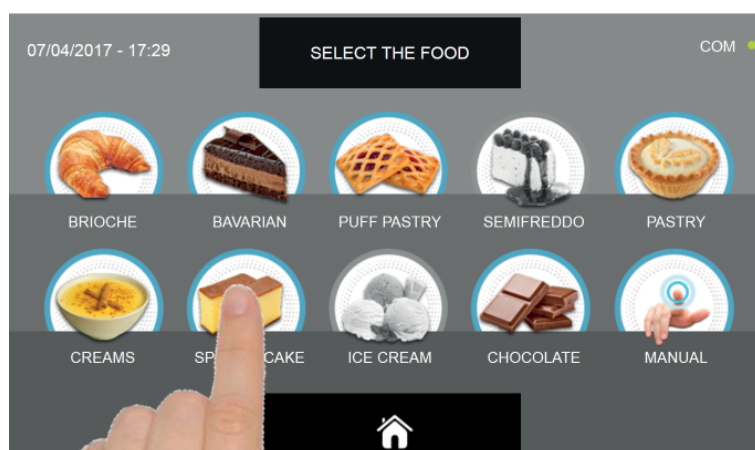 07/04/2017 - 17:29
SELECT THE FOOD
COM
BRIOCHE
BAVARIAN
PUFF PASTRY
SEMIFREDDO
PASTRY
CREAMS
CAKE
ICE CREAM
CHOCOLATE
MANUAL